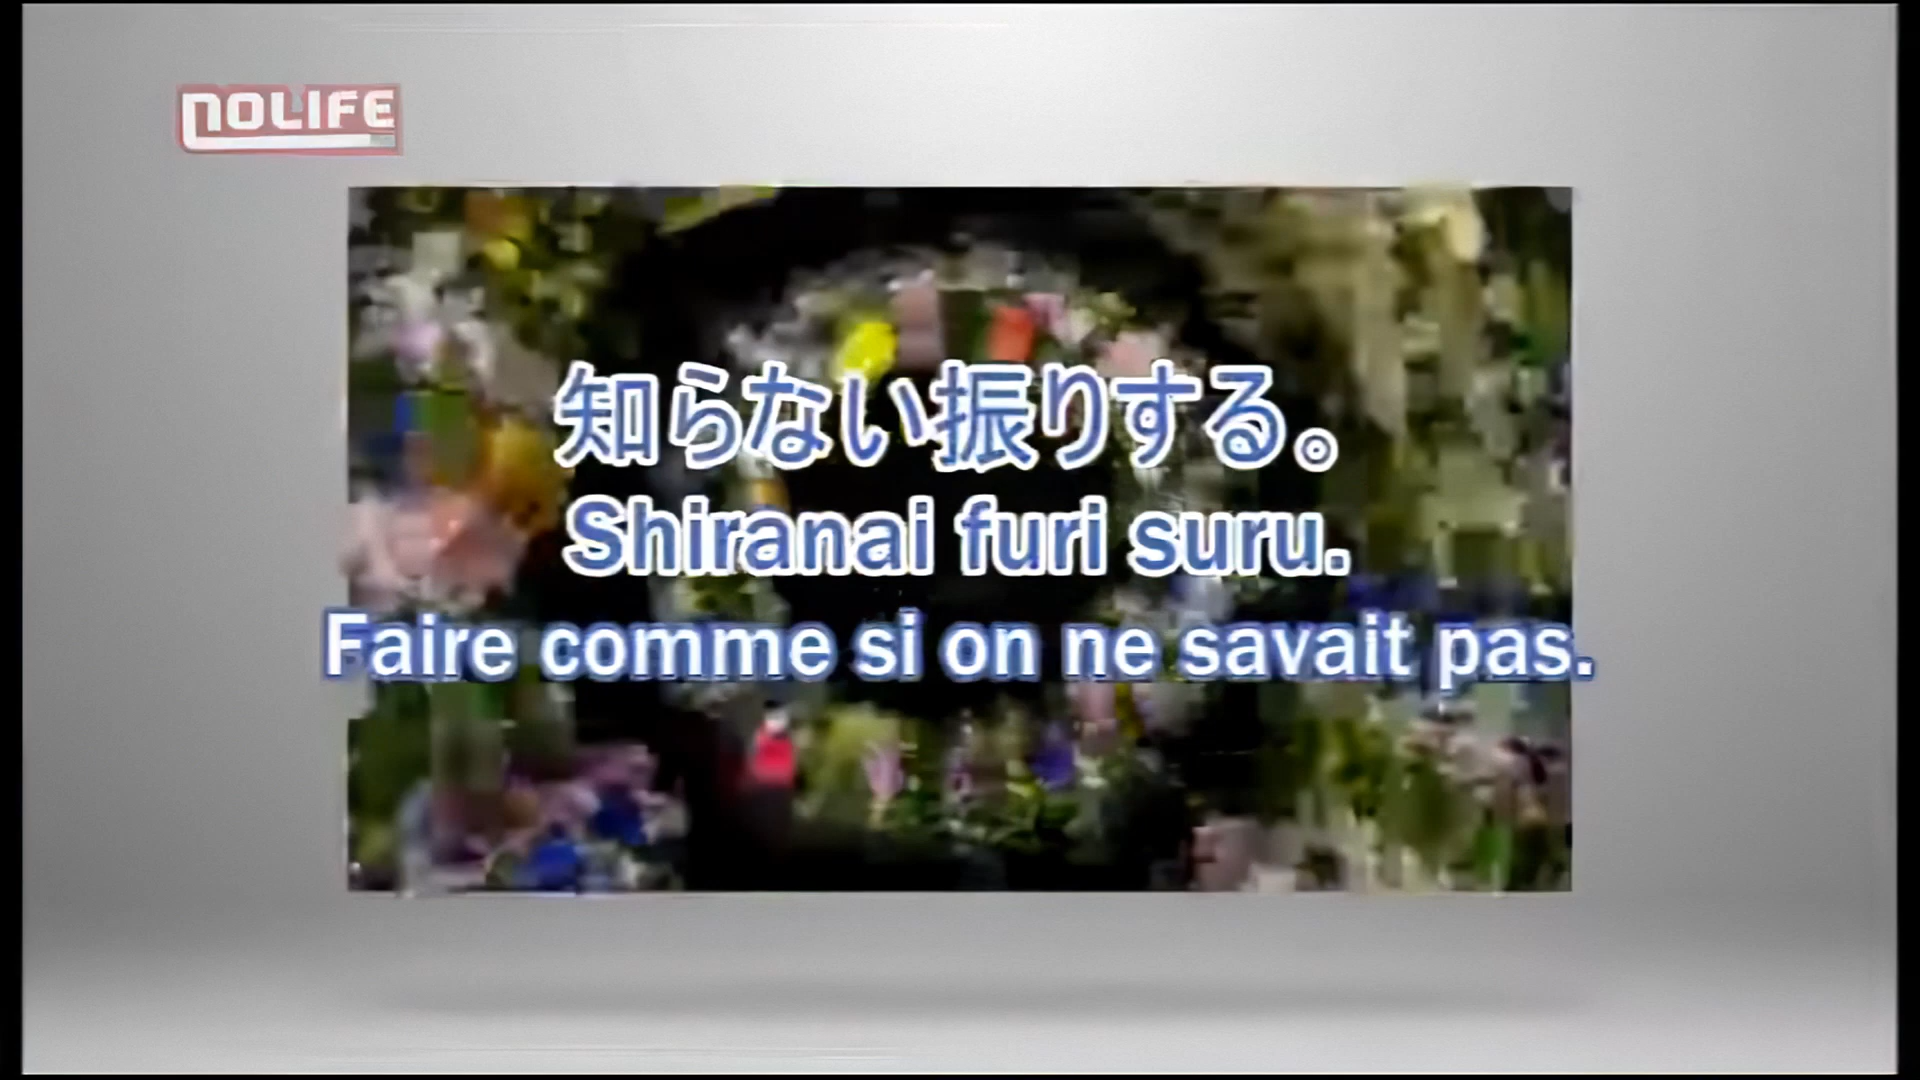 NOLIFE
知らない振りする。
Shiranai furi suru.
Faire comme si on ne savait pas.